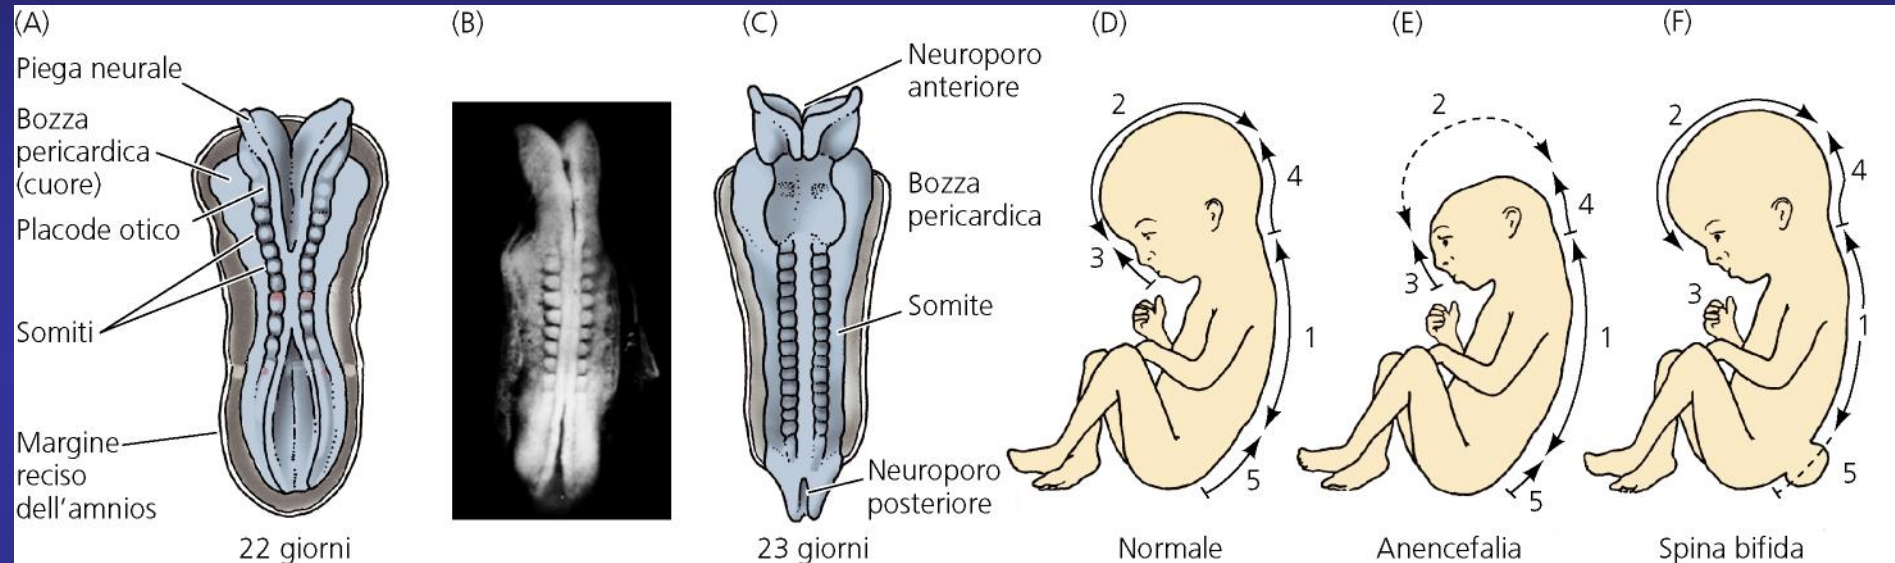 (A)
Piega neurale
Bozza
pericardica
(cuore)
Placode otico
Somiti
Margine
reciso
dell'amnios
22 giorni
(B)
(C)
Neuroporo
anteriore
Bozza
pericardica
Somite
Neuroporo
posteriore
23 giorni
(D)
2
4
3
1
5
Normale
(E)
2
4
3
1
5
Anencefalia
(F)
2
4
3
1
5
Spina bifida